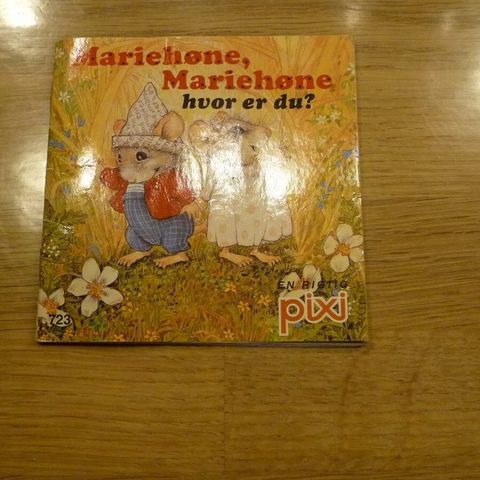 Mariehøne,
Mariehøne
hvor er du?
EN RIGTIG
pixi
723